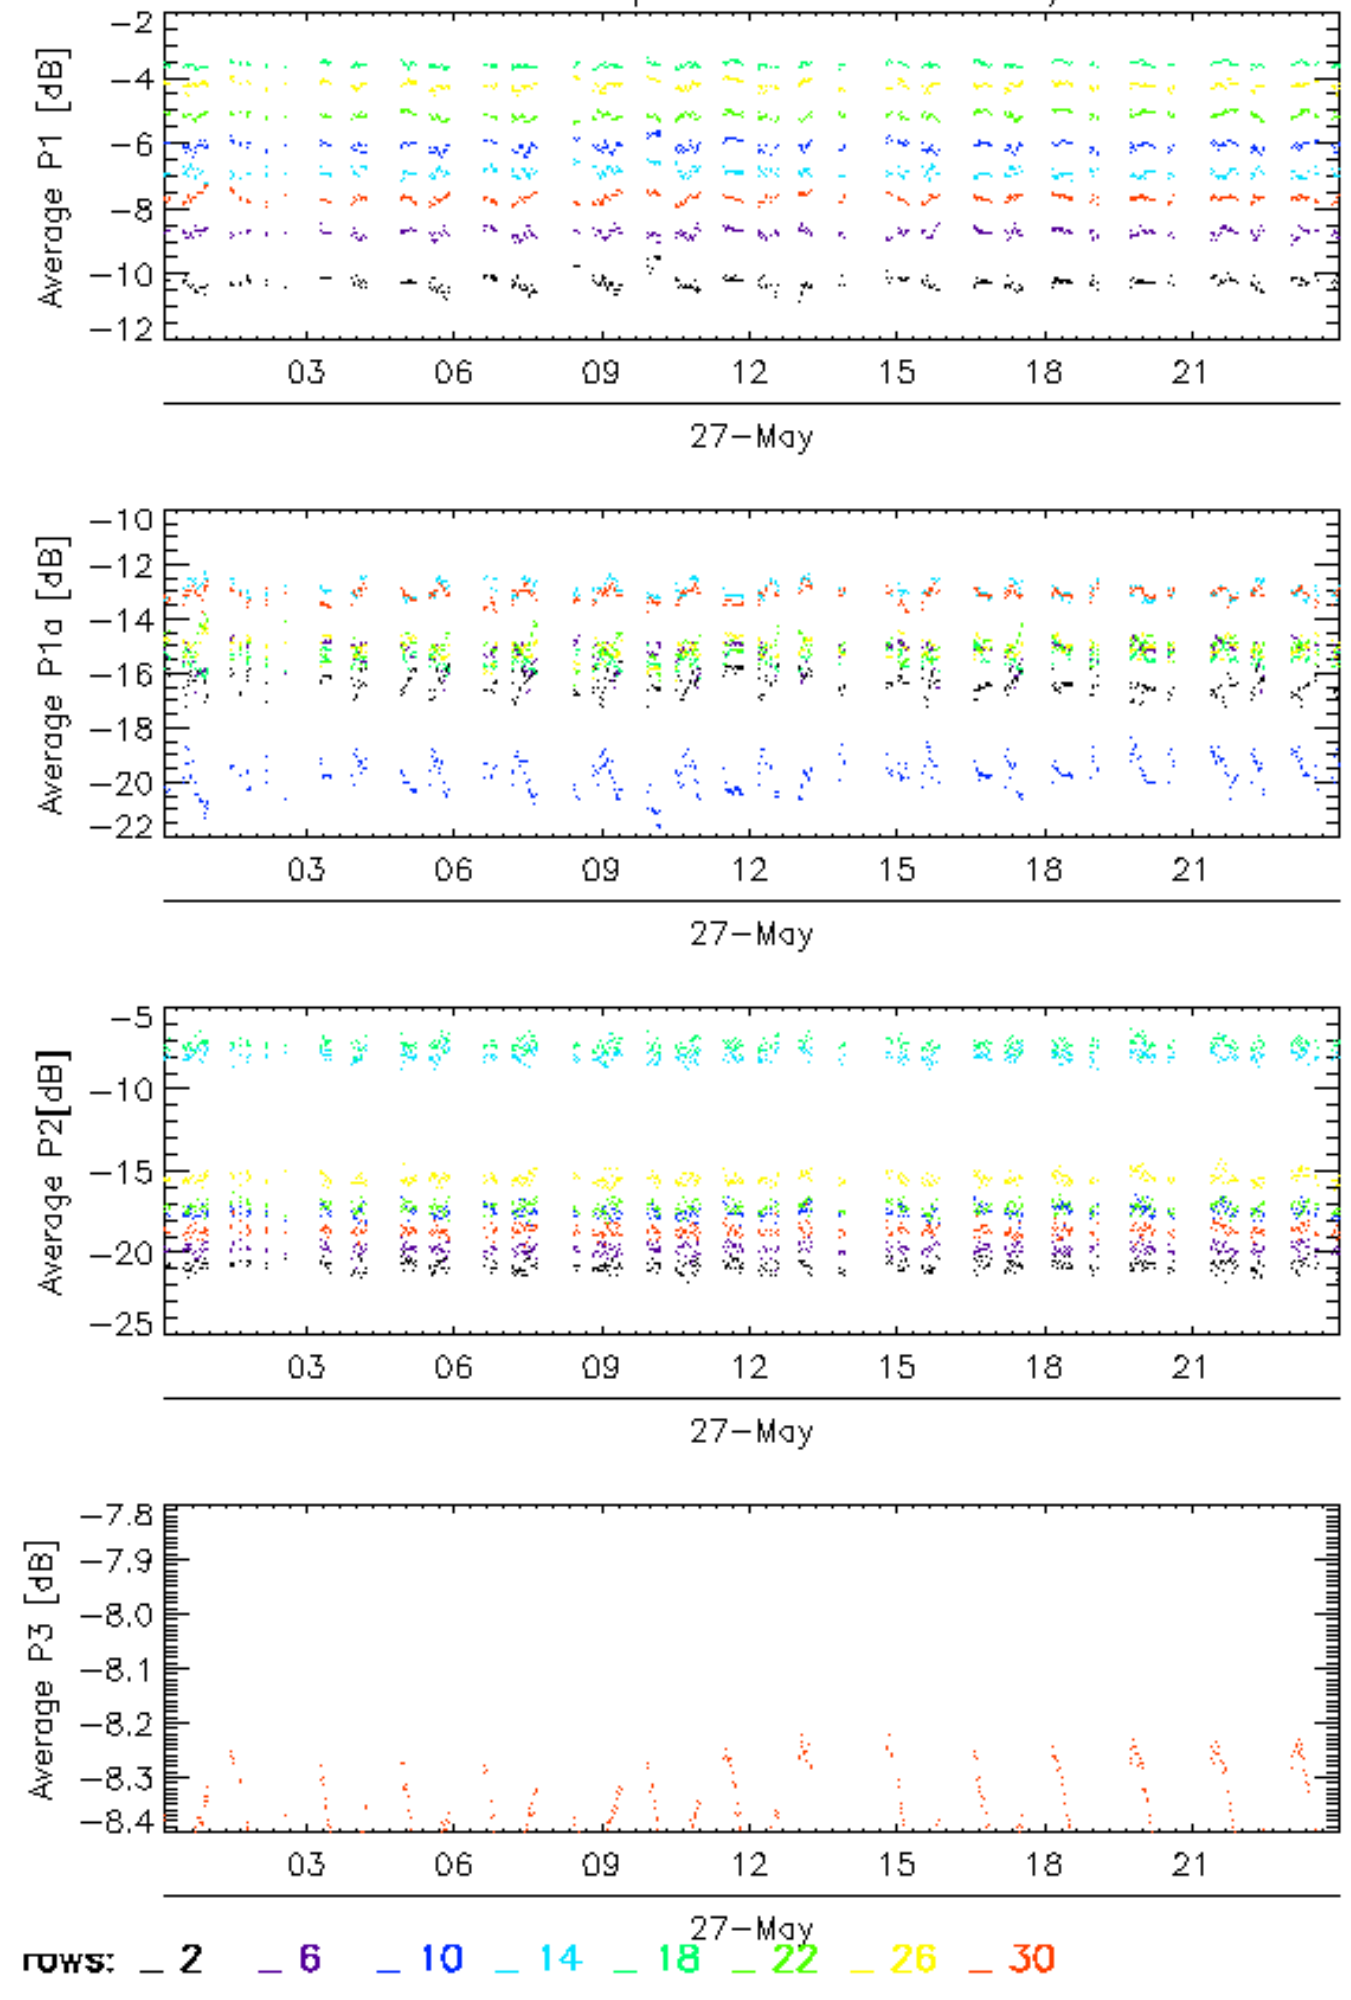 Average P1 [dB]
−2
−4
−6
−8
−10
−12
03 06 09 12 15 18 21
27−May
Average P1a [dB]
−10
−12
−14
−16
−18
−20
−22
03 06 09 12 15 18 21
27−May
Average P2[dB]
−5
−10
−15
−20
−25
03 06 09 12 15 18 21
27−May
Average P3 [dB]
−7.8
−7.9
−8.0
−8.1
−8.2
−8.3
−8.4
03 06 09 12 15 18 21
27−May
rows: _ 2 _ 6 _ 10 _ 14 _ 18 _ 22 _ 26 _ 30